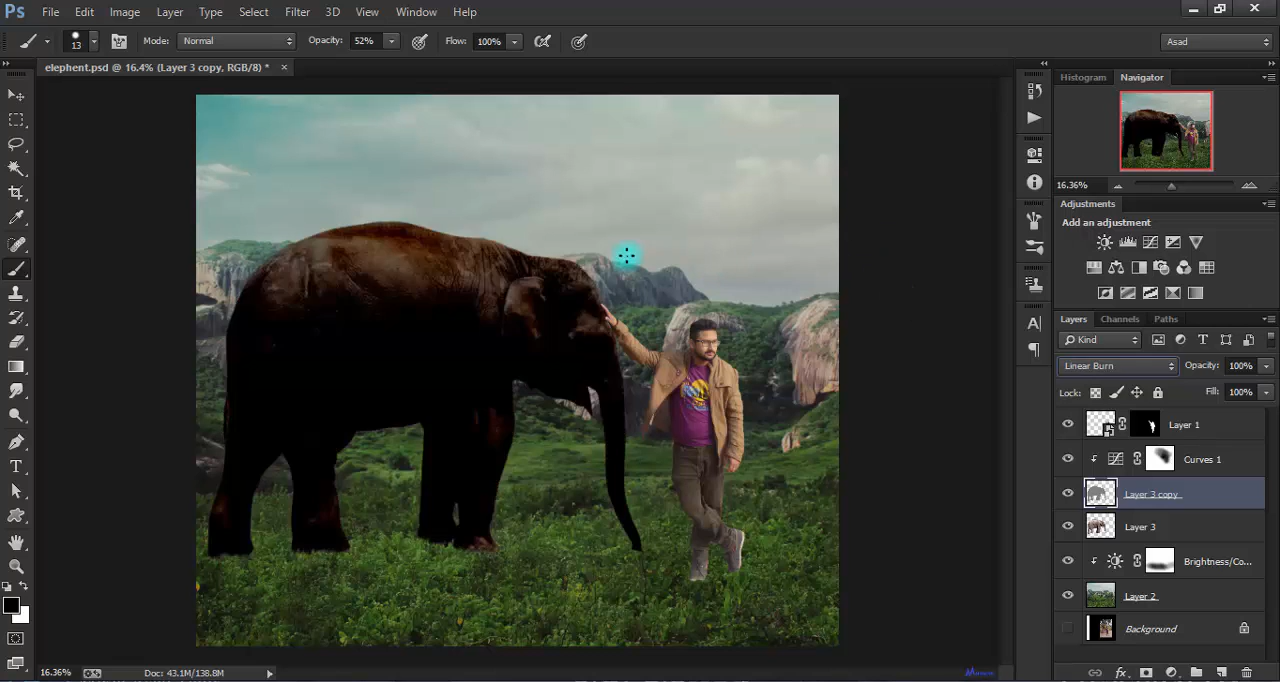 Ps File Edit Image Layer Type Select Filter 3D View Window Help
13 Mode: Normal Opacity: 52% Flow: 100% Asad
elephent.psd @ 16.4% (Layer 3 copy, RGB/8) * ×
Histogram Navigator
16.36%
Adjustments
Add an adjustment
Layers Channels Paths
Kind
Linear Burn Opacity: 100%
Lock: Fill: 100%
Layer 1
Curves 1
Layer 3 copy
Layer 3
Brightness/Co...
Layer 2
Background
16.36% Doc: 43.1M/138.8M